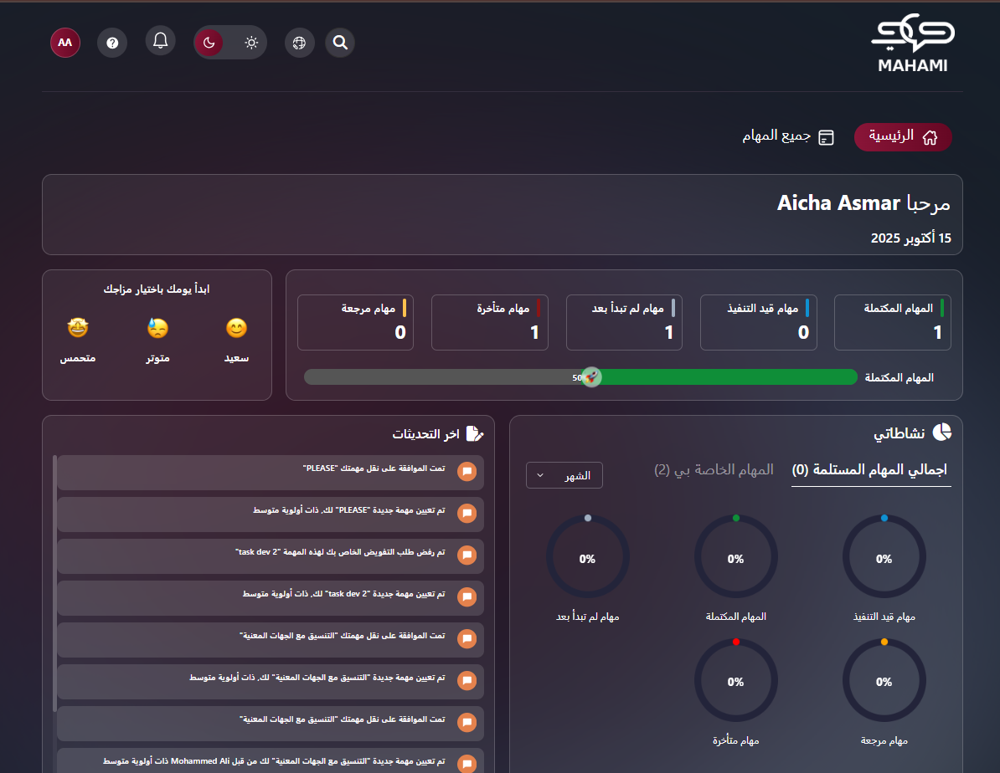 مهامي
MAHAMI
AA
الرئيسية
جميع المهام
مرحبا Aicha Asmar
15 أكتوبر 2025
المهام المكتملة
1
مهام قيد التنفيذ
0
مهام لم تبدأ بعد
1
مهام متأخرة
1
مهام مرجعة
0
المهام المكتملة
50%
ابدأ يومك باختيار مزاجك
سعيد
متوتر
متحمس
نشاطاتي
اجمالي المهام المستلمة (0)
المهام الخاصة بي (2)
الشهر
0%
مهام قيد التنفيذ
0%
المهام المكتملة
0%
مهام لم تبدأ بعد
0%
مهام مرجعة
0%
مهام متأخرة
اخر التحديثات
تمت الموافقة على نقل مهمتك "PLEASE"
تم تعيين مهمة جديدة "PLEASE" لك, ذات أولوية متوسط
تم رفض طلب التفويض الخاص بك لهذه المهمة "task dev 2"
تم تعيين مهمة جديدة "task dev 2" لك, ذات أولوية متوسط
تمت الموافقة على نقل مهمتك "التنسيق مع الجهات المعنية"
تم تعيين مهمة جديدة "التنسيق مع الجهات المعنية" لك, ذات أولوية متوسط
تمت الموافقة على نقل مهمتك "التنسيق مع الجهات المعنية"
تم تعيين مهمة جديدة "التنسيق مع الجهات المعنية" لك من قبل Mohammed Ali ذات أولوية متوسط